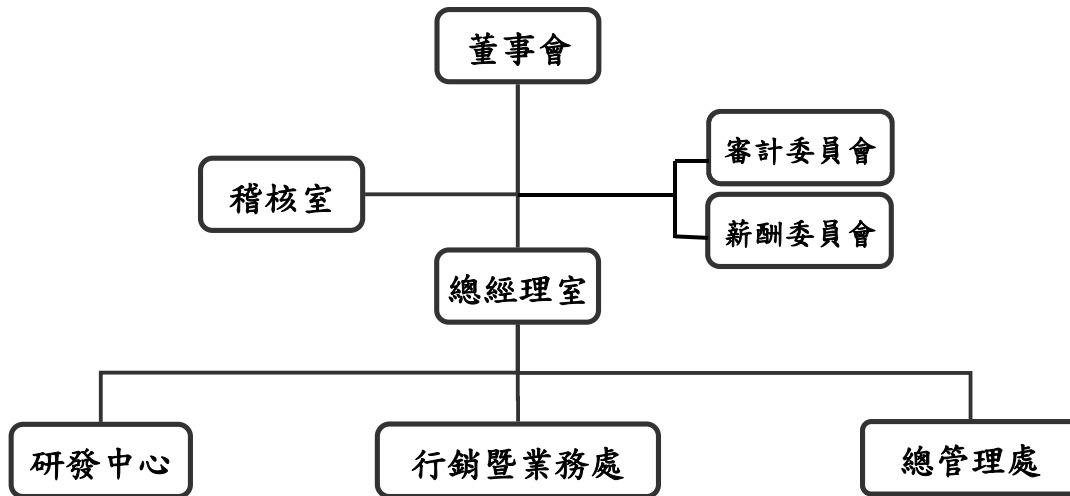 董事會
審計委員會
稽核室
薪酬委員會
總經理室
研發中心
行銷暨業務處
總管理處